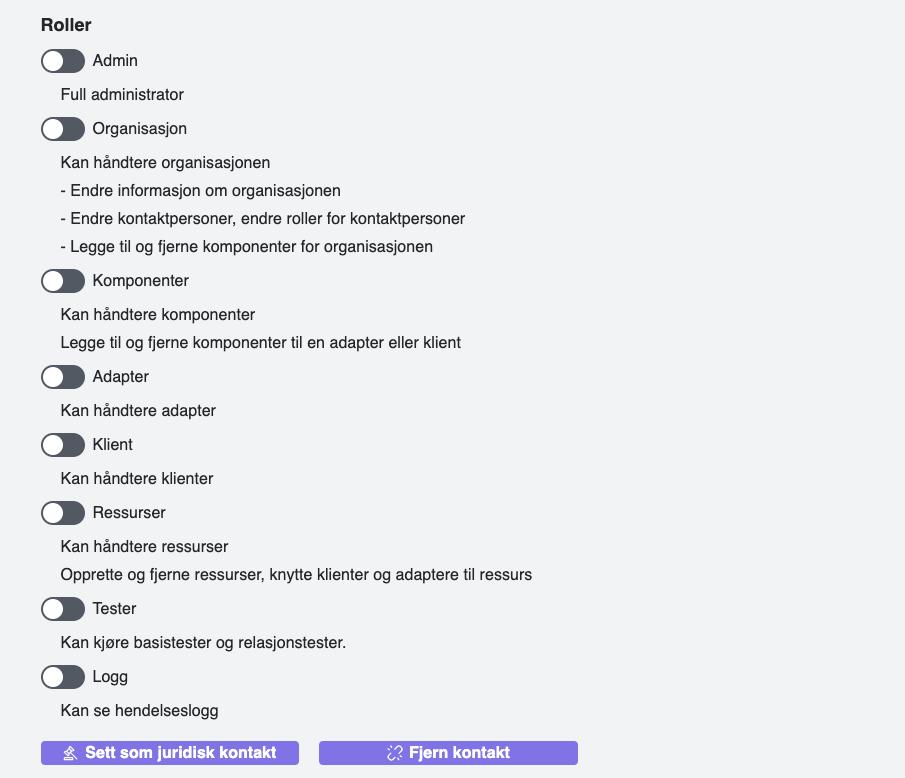 Roller
Admin
Full administrator
Organisasjon
Kan håndtere organisasjonen
- Endre informasjon om organisasjonen
- Endre kontaktpersoner, endre roller for kontaktpersoner
- Legge til og fjerne komponenter for organisasjonen
Komponenter
Kan håndtere komponenter
Legge til og fjerne komponenter til en adapter eller klient
Adapter
Kan håndtere adapter
Klient
Kan håndtere klienter
Ressurser
Kan håndtere ressurser
Opprette og fjerne ressurser, knytte klienter og adaptere til ressurs
Tester
Kan kjøre basistester og relasjonstester.
Logg
Kan se hendelseslogg
Sett som juridisk kontakt
Fjern kontakt